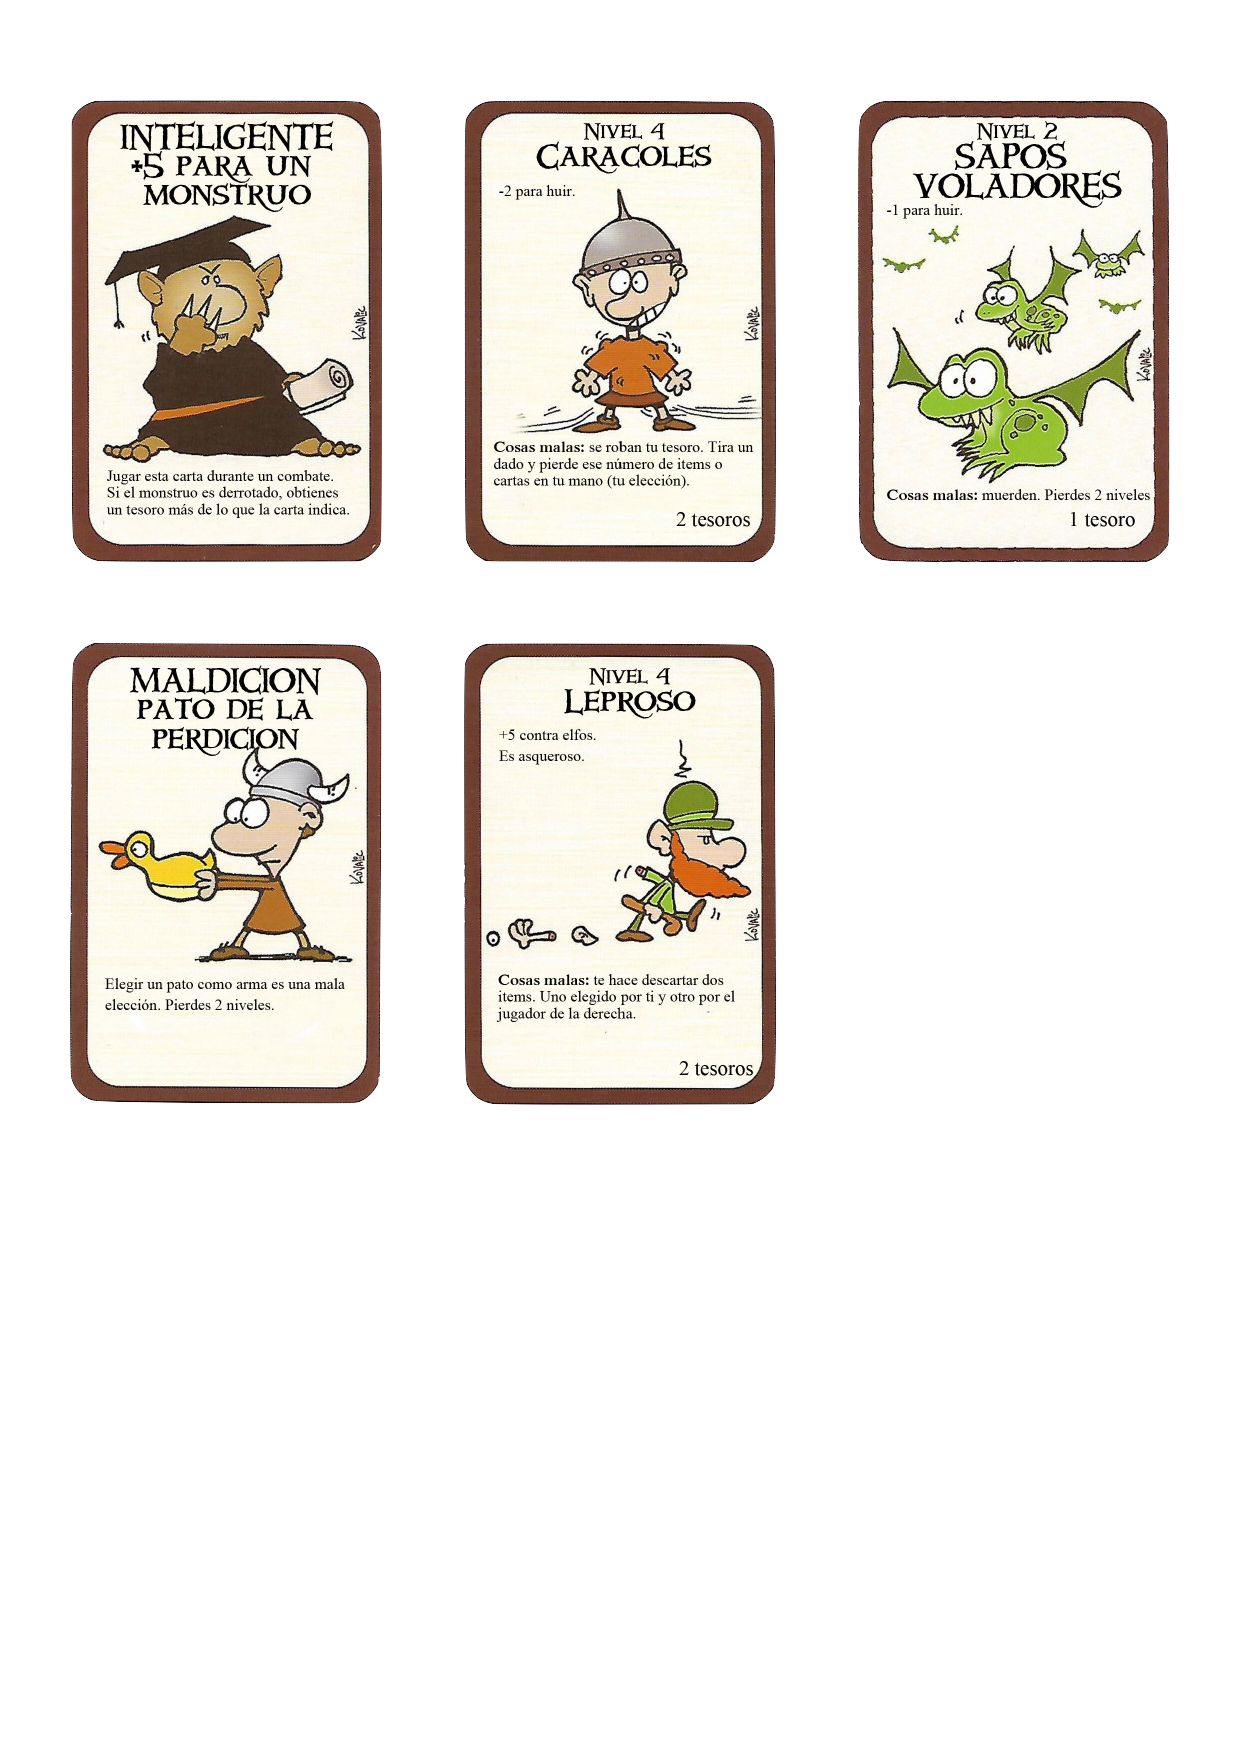 INTELIGENTE
+5 PARA UN
MONSTRUO
Kovalic
Jugar esta carta durante un combate.
Si el monstruo es derrotado, obtienes
un tesoro más de lo que la carta indica.
NIVEL 4
CARACOLES
-2 para huir.
Kovalic
Cosas malas: se roban tu tesoro. Tira un
dado y pierde ese número de items o
cartas en tu mano (tu elección).
2 tesoros
NIVEL 2
SAPOS
VOLADORES
-1 para huir.
Kovalic
Cosas malas: muerden. Pierdes 2 niveles
1 tesoro
MALDICION
PATO DE LA
PERDICION
Kovalic
Elegir un pato como arma es una mala
elección. Pierdes 2 niveles.
NIVEL 4
LEPROSO
+5 contra elfos.
Es asqueroso.
Kovalic
Cosas malas: te hace descartar dos
items. Uno elegido por ti y otro por el
jugador de la derecha.
2 tesoros